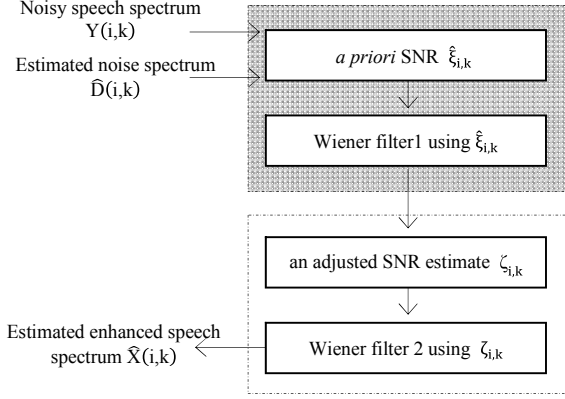 Noisy speech spectrum
Y(i,k)
a priori SNR ξ̂i,k
Estimated noise spectrum
D̂(i,k)
Wiener filter1 using ξ̂i,k
an adjusted SNR estimate ζi,k
Estimated enhanced speech
spectrum X̂(i,k)
Wiener filter 2 using ζi,k